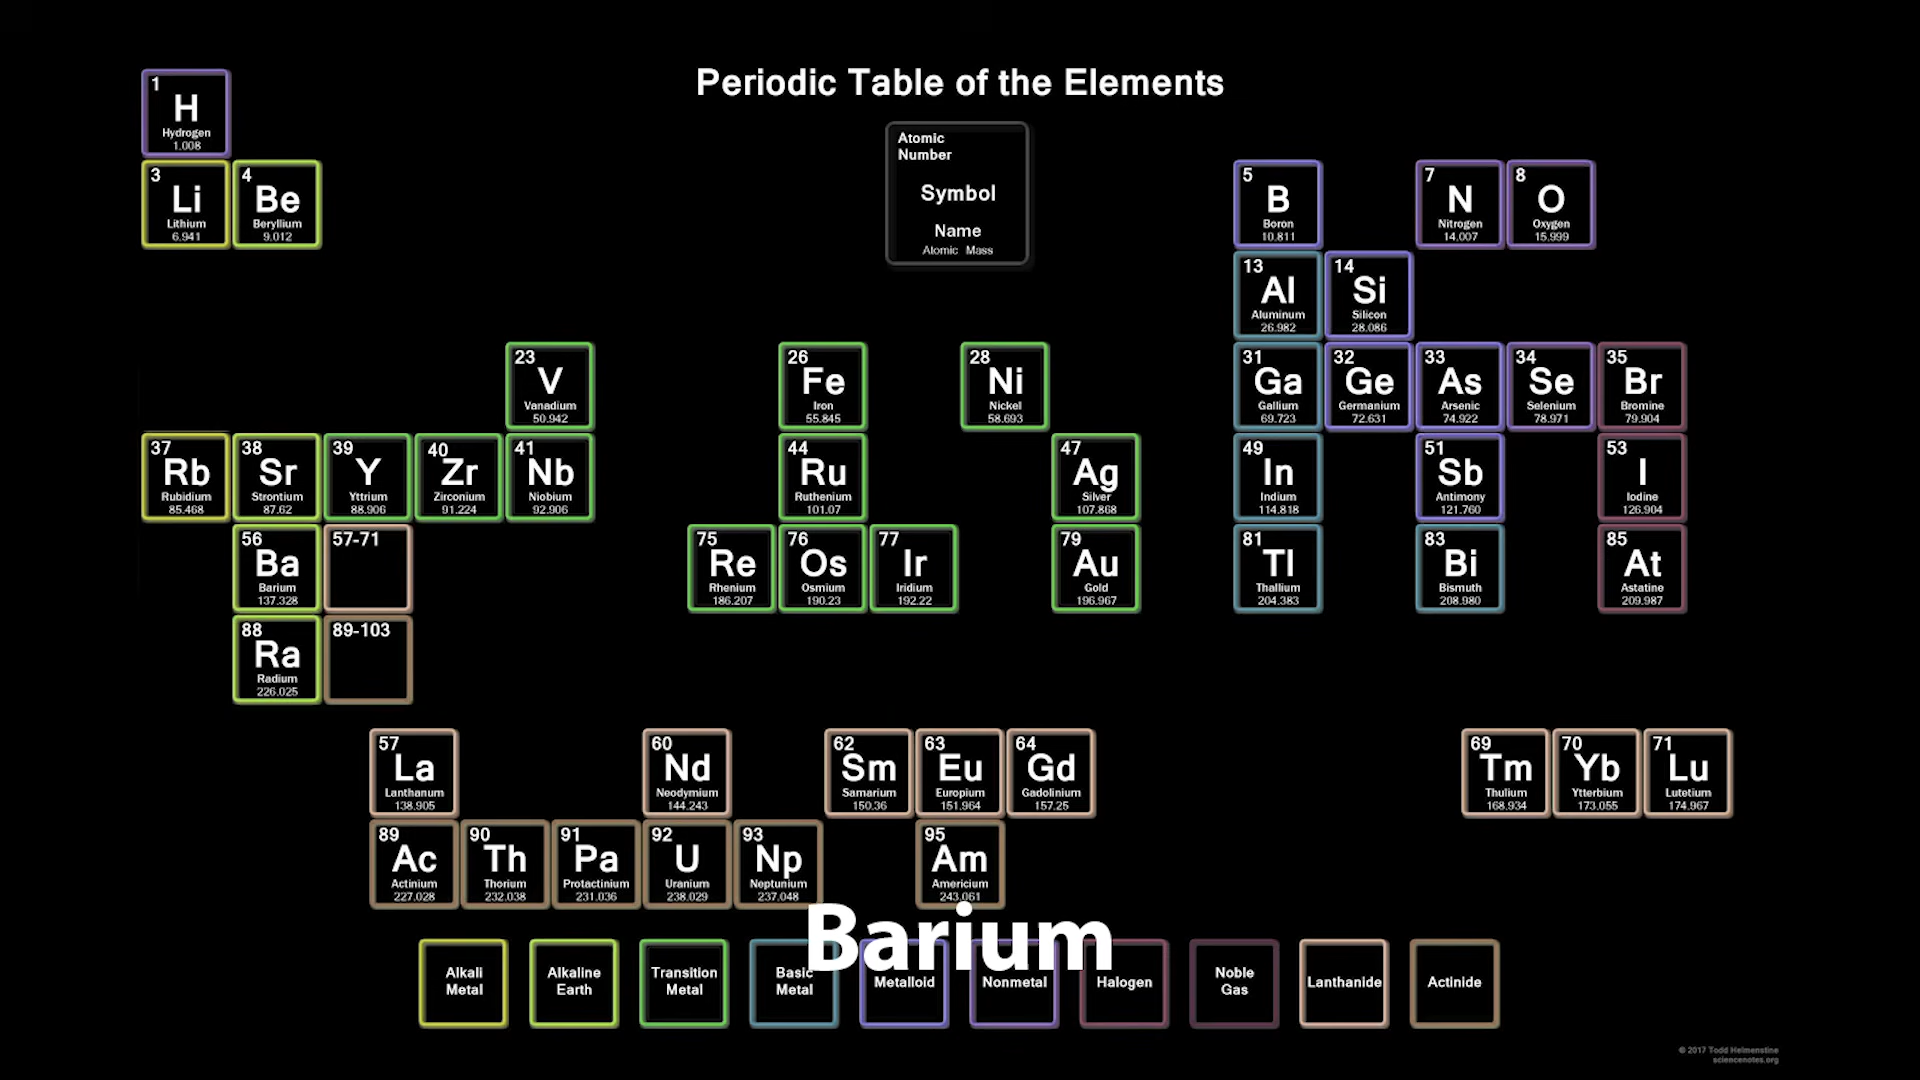 Periodic Table of the Elements
1
H
Hydrogen
1.008
Atomic
Number
Symbol
Name
Atomic Mass
3
Li
Lithium
6.941
4
Be
Beryllium
9.012
5
B
Boron
10.811
7
N
Nitrogen
14.007
8
O
Oxygen
15.999
13
Al
Aluminum
26.982
14
Si
Silicon
28.086
23
V
Vanadium
50.942
26
Fe
Iron
55.845
28
Ni
Nickel
58.693
31
Ga
Gallium
69.723
32
Ge
Germanium
72.631
33
As
Arsenic
74.922
34
Se
Selenium
78.971
35
Br
Bromine
79.904
37
Rb
Rubidium
85.468
38
Sr
Strontium
87.62
39
Y
Yttrium
88.906
40
Zr
Zirconium
91.224
41
Nb
Niobium
92.906
44
Ru
Ruthenium
101.07
47
Ag
Silver
107.868
49
In
Indium
114.818
51
Sb
Antimony
121.760
53
I
Iodine
126.904
56
Ba
Barium
137.328
57-71
75
Re
Rhenium
186.207
76
Os
Osmium
190.23
77
Ir
Iridium
192.22
79
Au
Gold
196.967
81
Tl
Thallium
204.383
83
Bi
Bismuth
208.980
85
At
Astatine
209.987
88
Ra
Radium
226.025
89-103
57
La
Lanthanum
138.905
60
Nd
Neodymium
144.243
62
Sm
Samarium
150.36
63
Eu
Europium
151.964
64
Gd
Gadolinium
157.25
69
Tm
Thulium
168.934
70
Yb
Ytterbium
173.055
71
Lu
Lutetium
174.967
89
Ac
Actinium
227.028
90
Th
Thorium
232.038
91
Pa
Protactinium
231.036
92
U
Uranium
238.029
93
Np
Neptunium
237.048
95
Am
Americium
243.061
Barium
Alkali
Metal
Alkaline
Earth
Transition
Metal
Basic
Metal
Metalloid
Nonmetal
Halogen
Noble
Gas
Lanthanide
Actinide
© 2017 Todd Helmenstine
sciencenotes.org